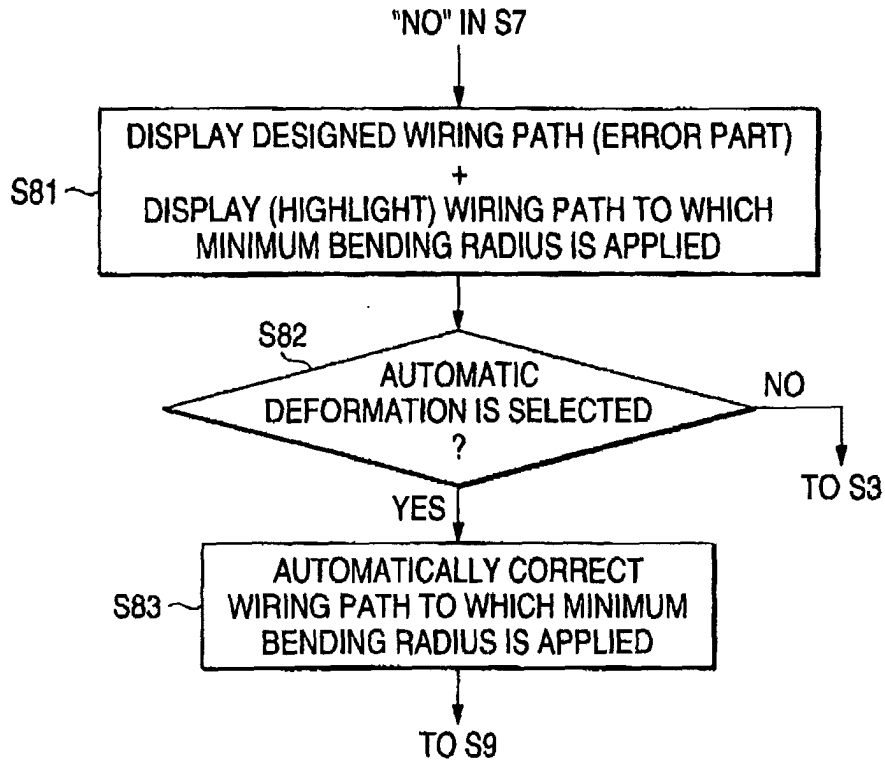 "NO" IN S7
DISPLAY DESIGNED WIRING PATH (ERROR PART)
+
DISPLAY (HIGHLIGHT) WIRING PATH TO WHICH
MINIMUM BENDING RADIUS IS APPLIED
S81
S82
AUTOMATIC
DEFORMATION IS SELECTED
?
NO
TO S3
YES
AUTOMATICALLY CORRECT
WIRING PATH TO WHICH MINIMUM
BENDING RADIUS IS APPLIED
S83
TO S9